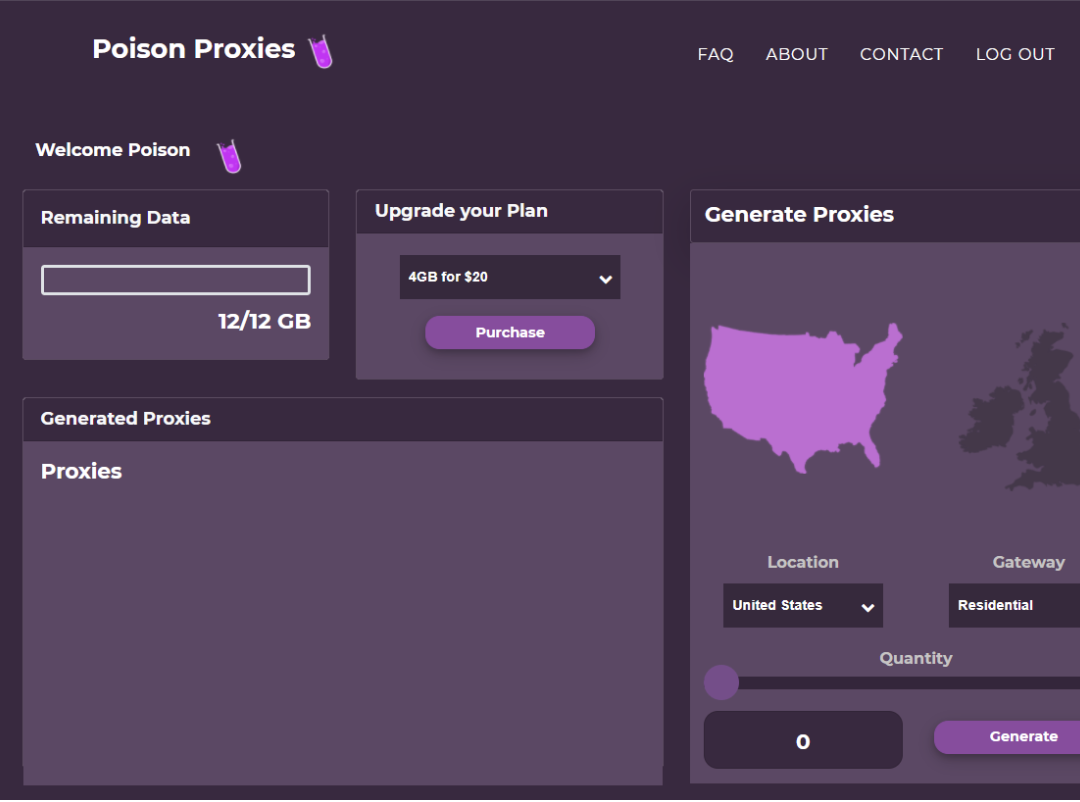 Poison Proxies
FAQ ABOUT CONTACT LOG OUT
Welcome Poison
Remaining Data
12/12 GB
Upgrade your Plan
4GB for $20
Purchase
Generated Proxies
Proxies
Generate Proxies
Location
Gateway
United States
Residential
Quantity
0
Generate